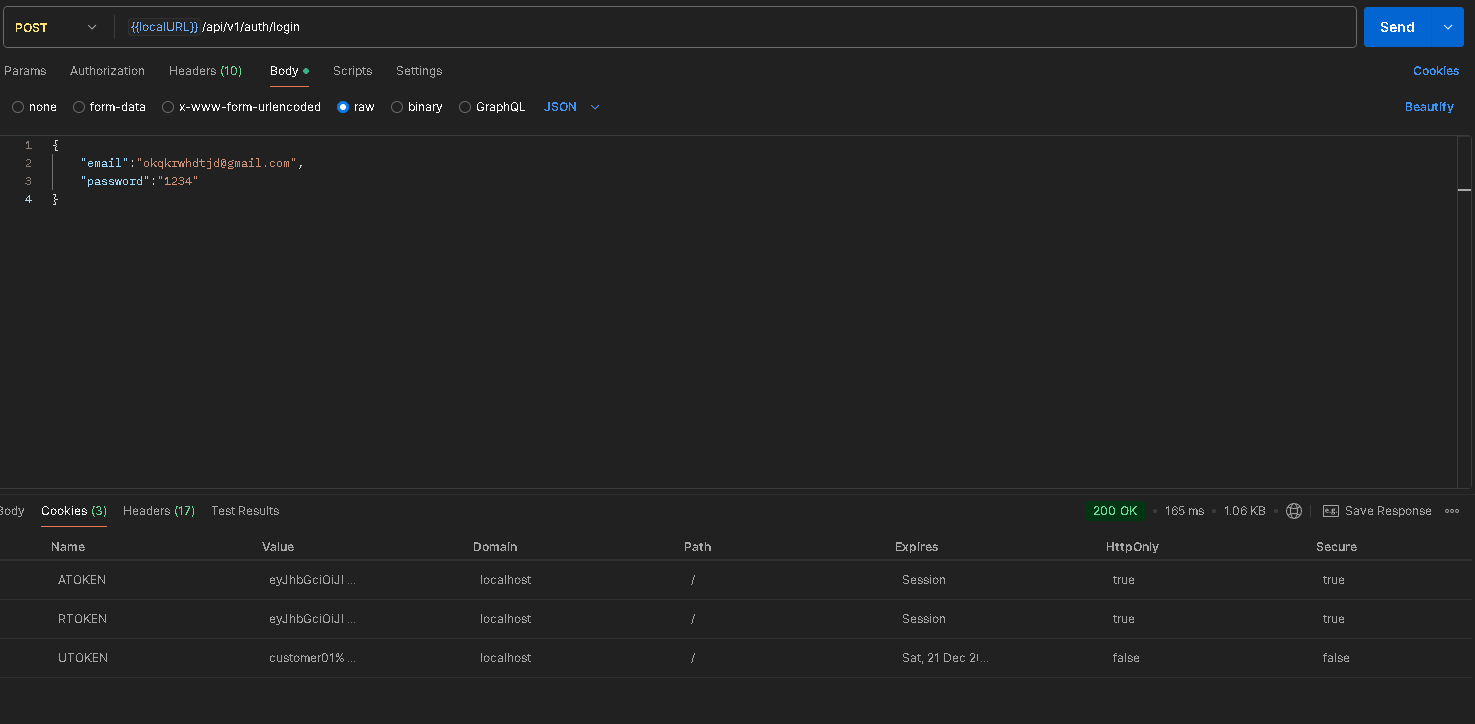 POST {{localURL}} /api/v1/auth/login Send
Params Authorization Headers (10) Body Scripts Settings Cookies
none form-data x-www-form-urlencoded raw binary GraphQL JSON Beautify
1 {
2 "email":"okqkrwhdtjd@gmail.com",
3 "password":"1234"
4 }
Body Cookies (3) Headers (17) Test Results 200 OK 165 ms 1.06 KB e.g. Save Response
Name Value Domain Path Expires HttpOnly Secure
ATOKEN eyJhbGciOiJI ... localhost / Session true true
RTOKEN eyJhbGciOiJI ... localhost / Session true true
UTOKEN customer01% ... localhost / Sat, 21 Dec 2(... false false